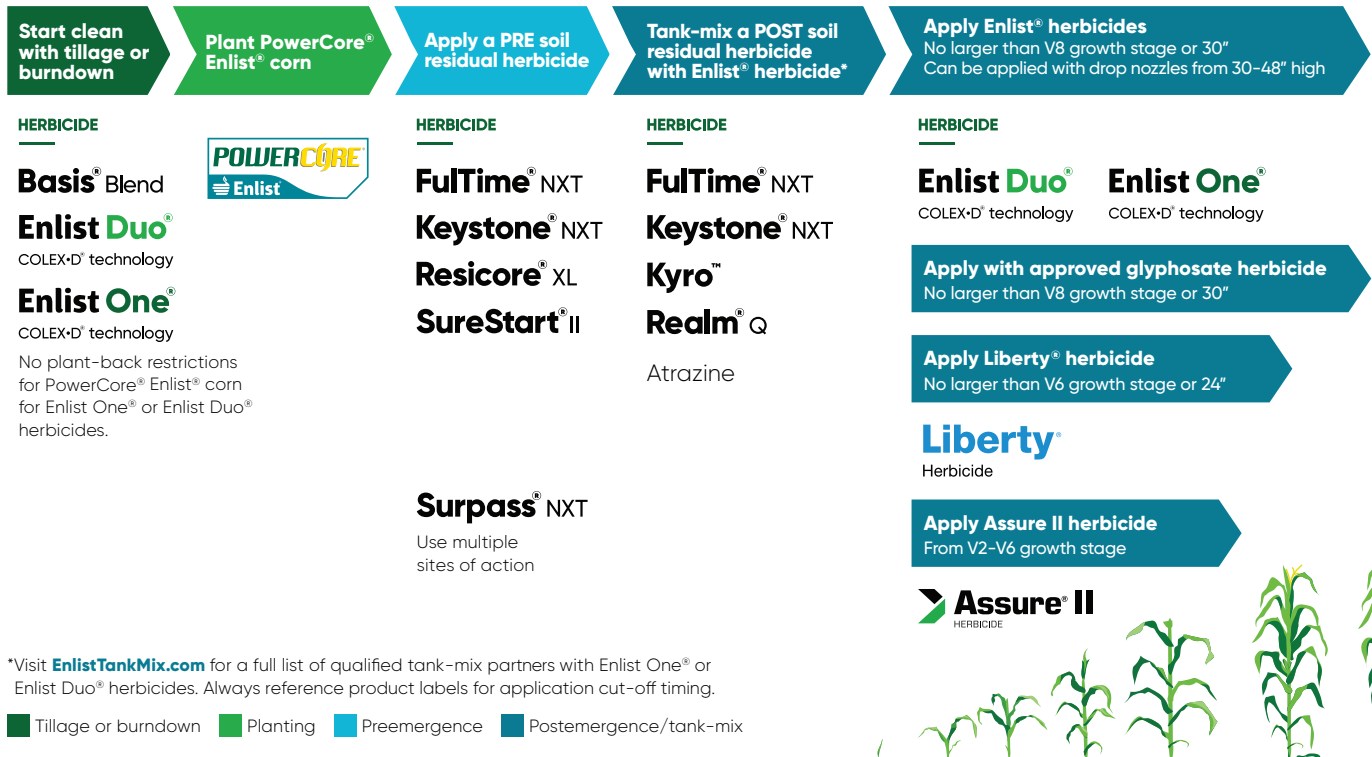 Start clean
with tillage or
burndown
Plant PowerCore®
Enlist® corn
Apply a PRE soil
residual herbicide
Tank-mix a POST soil
residual herbicide
with Enlist® herbicide*
Apply Enlist® herbicides
No larger than V8 growth stage or 30”
Can be applied with drop nozzles from 30-48” high
HERBICIDE
Basis® Blend
Enlist Duo®
COLEX•D® technology
Enlist One®
COLEX•D® technology
No plant-back restrictions
for PowerCore® Enlist® corn
for Enlist One® or Enlist Duo®
herbicides.
POWERCORE®
Enlist
HERBICIDE
FulTime® NXT
Keystone® NXT
Resicore® XL
SureStart® II
Surpass® NXT
Use multiple
sites of action
HERBICIDE
FulTime® NXT
Keystone® NXT
Kyro™
Realm® Q
Atrazine
HERBICIDE
Enlist Duo®
COLEX•D® technology
Enlist One®
COLEX•D® technology
Apply with approved glyphosate herbicide
No larger than V8 growth stage or 30”
Apply Liberty® herbicide
No larger than V6 growth stage or 24”
Liberty®
Herbicide
Apply Assure II herbicide
From V2-V6 growth stage
Assure® II
HERBICIDE
*Visit EnlistTankMix.com for a full list of qualified tank-mix partners with Enlist One® or
Enlist Duo® herbicides. Always reference product labels for application cut-off timing.
Tillage or burndown
Planting
Preemergence
Postemergence/tank-mix